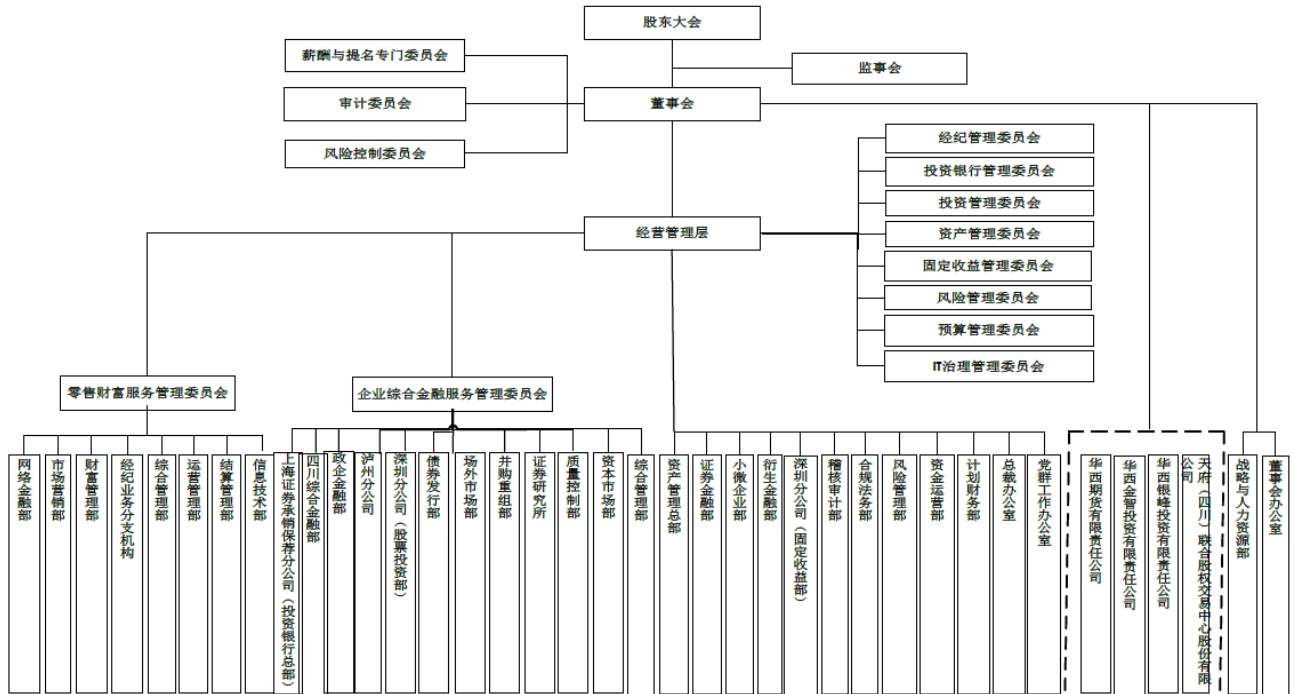 股东大会
薪酬与提名专门委员会
监事会
审计委员会
董事会
风险控制委员会
经纪管理委员会
投资银行管理委员会
投资管理委员会
经营管理层
资产管理委员会
固定收益管理委员会
风险管理委员会
预算管理委员会
IT治理管理委员会
零售财富服务管理委员会
企业综合金融服务管理委员会
网络金融部
市场营销部
财富管理部
经纪业务分支机构
综合管理部
运营管理部
结算管理部
信息技术部
上海证券承销保荐分公司（投资银行总部）
四川综合金融部
政企金融部
泸州分公司
深圳分公司（股票投资部）
债券发行部
场外市场部
并购重组部
证券研究所
质量控制部
资本市场部
综合管理部
资产管理总部
证券金融部
小微企业部
衍生金融部
深圳分公司（固定收益部）
稽核审计部
合规法务部
风险管理部
资金运营部
计划财务部
总裁办公室
党群工作办公室
华西期货有限责任公司
华西金智投资有限责任公司
华西银峰投资有限责任公司
天府（四川）联合股权交易中心股份有限
公司
战略与人力资源部
董事会办公室